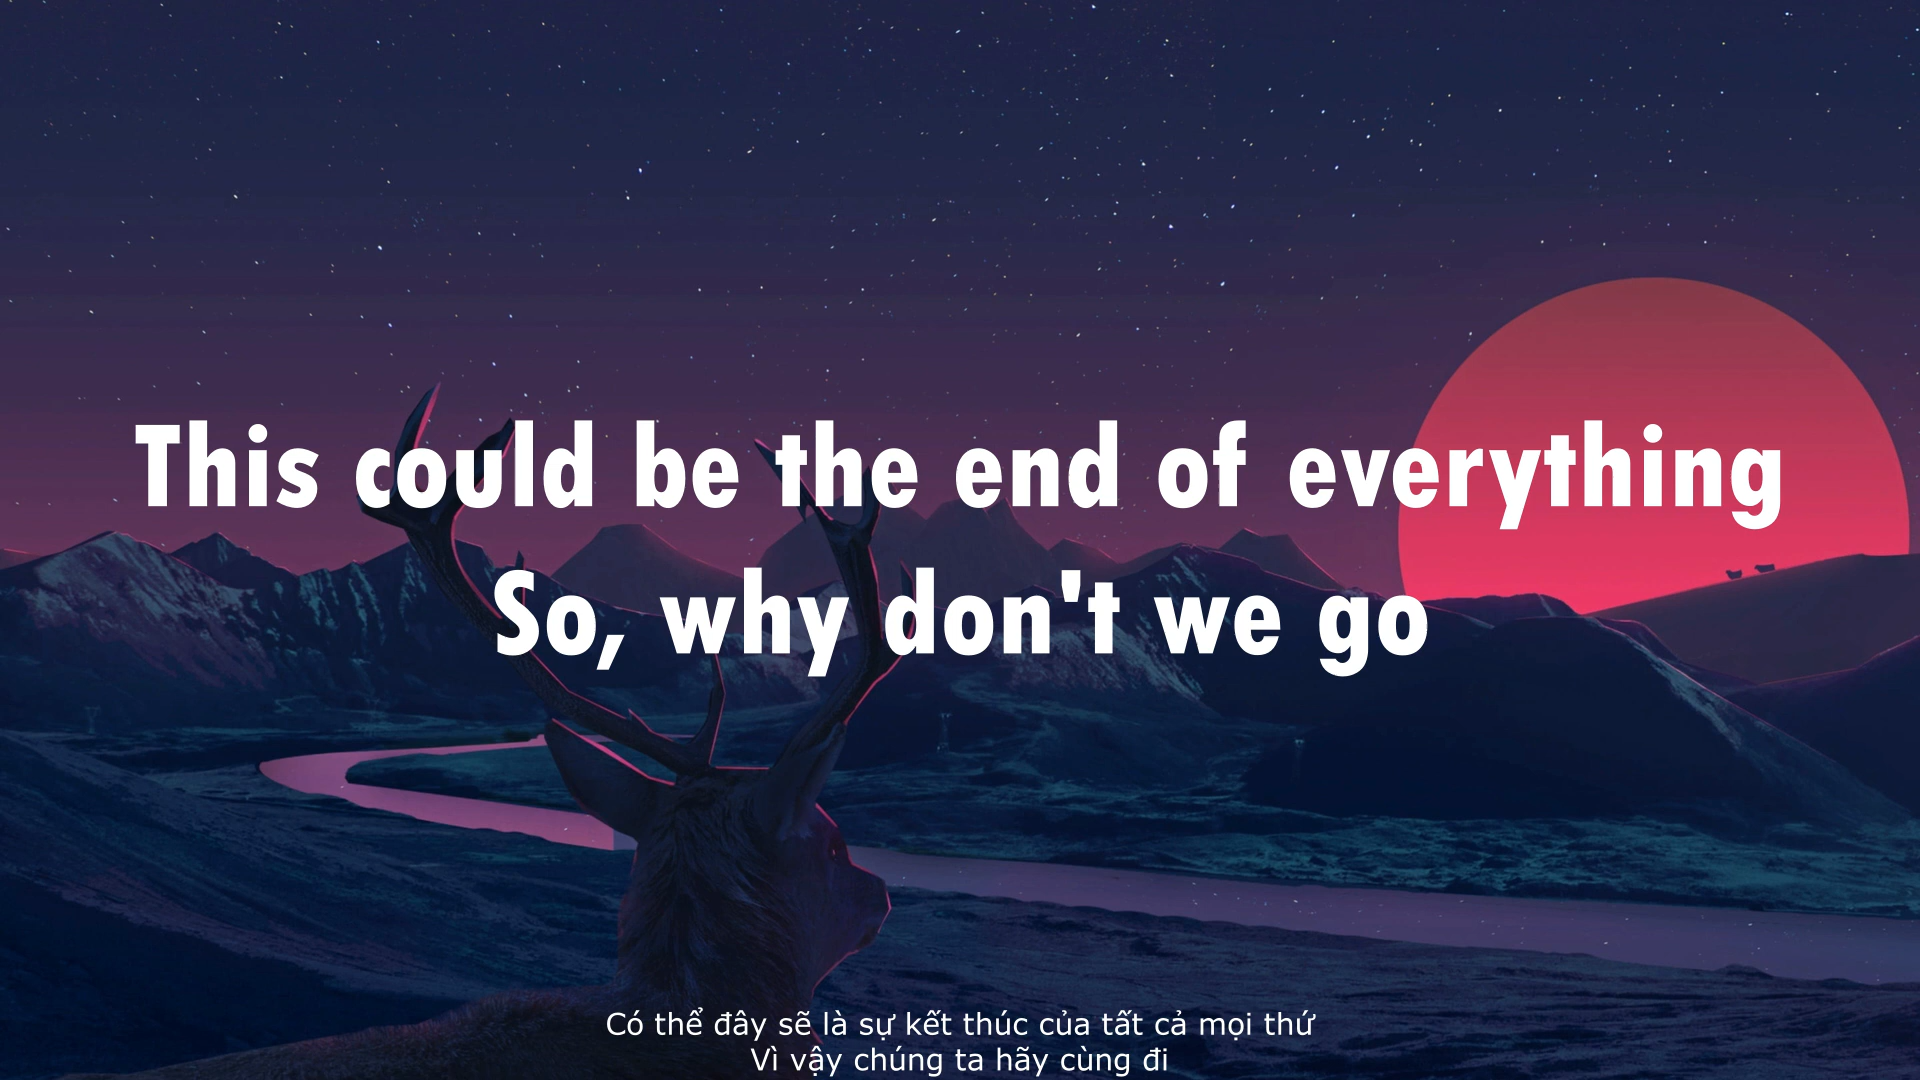 This could be the end of everything
So, why don't we go
Có thể đây sẽ là sự kết thúc của tất cả mọi thứ
Vì vậy chúng ta hãy cùng đi